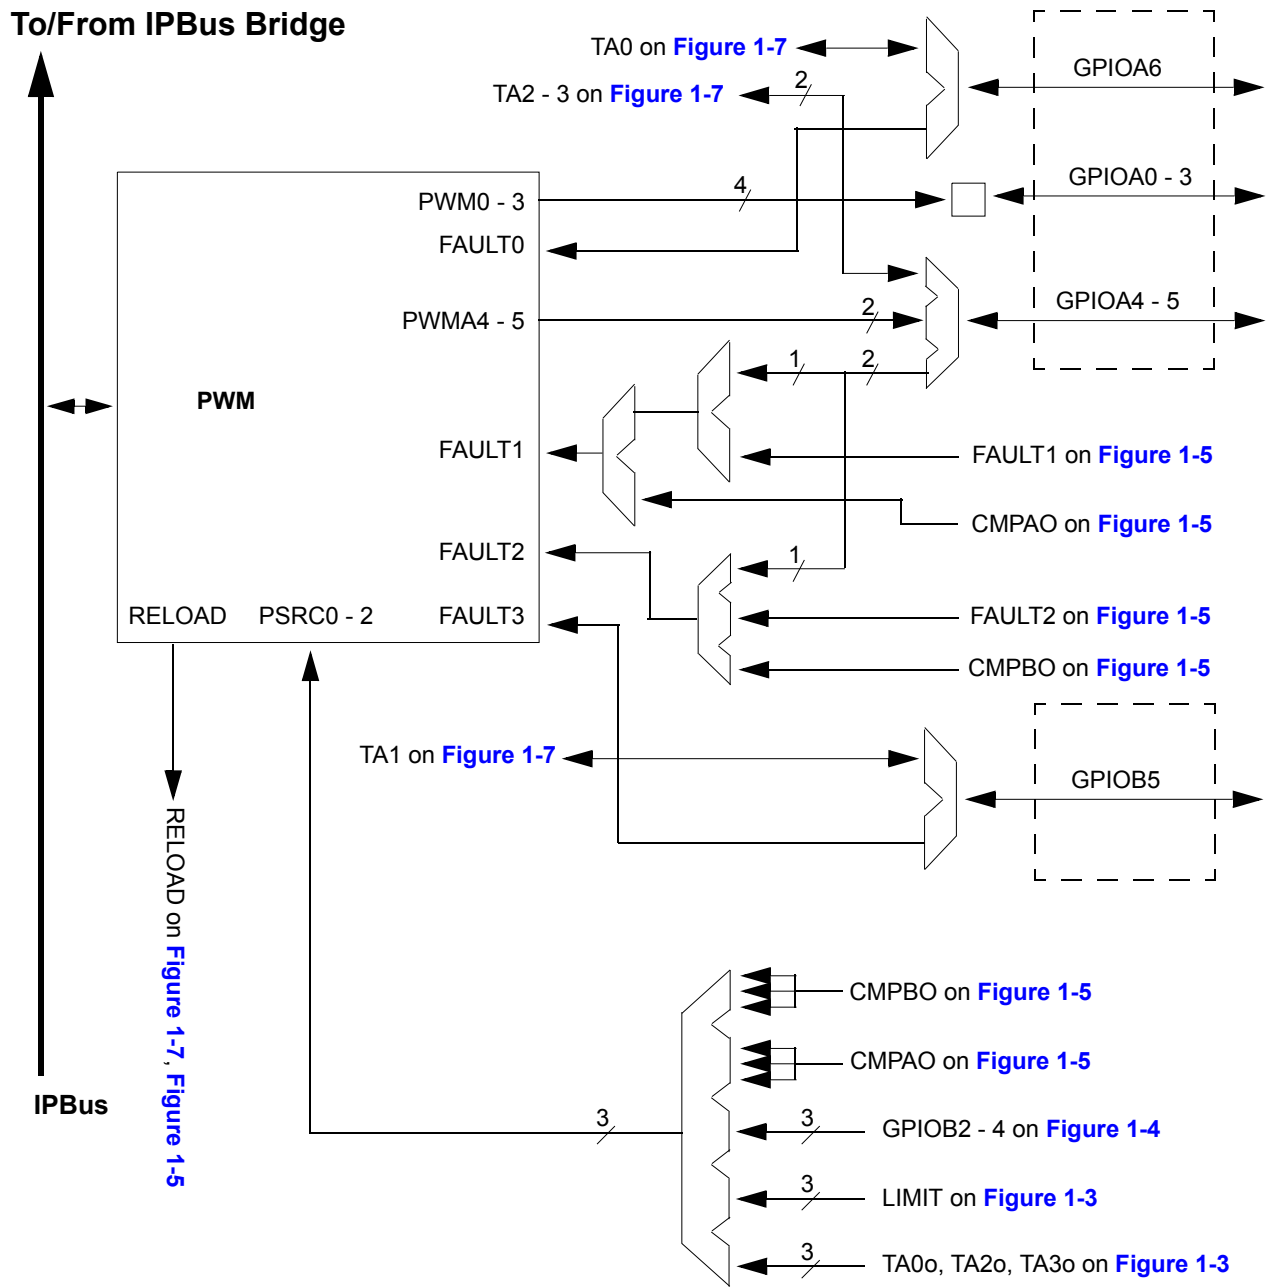 To/From IPBus Bridge
TA0 on Figure 1-7
GPIOA6
TA2 - 3 on Figure 1-7
2
GPIOA0 - 3
PWM0 - 3
4
FAULT0
GPIOA4 - 5
PWMA4 - 5
2
1
2
PWM
FAULT1
FAULT1 on Figure 1-5
CMPAO on Figure 1-5
FAULT2
1
RELOAD
PSRC0 - 2
FAULT3
FAULT2 on Figure 1-5
CMPBO on Figure 1-5
TA1 on Figure 1-7
GPIOB5
RELOAD on Figure 1-7, Figure 1-5
CMPBO on Figure 1-5
CMPAO on Figure 1-5
IPBus
3
3
GPIOB2 - 4 on Figure 1-4
3
LIMIT on Figure 1-3
3
TA0o, TA2o, TA3o on Figure 1-3